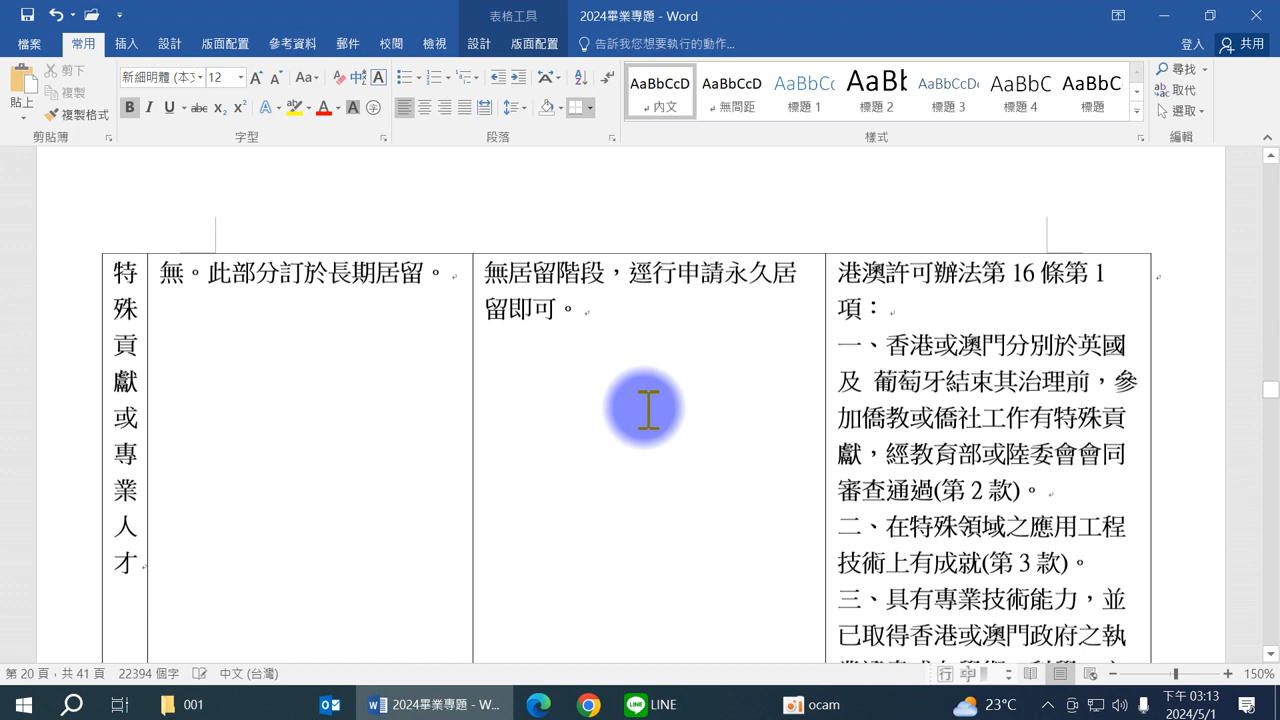 表格工具
2024畢業專題 - Word
檔案 常用 插入 設計 版面配置 參考資料 郵件 校閱 檢視 設計 版面配置 告訴我您想要執行的動作... 登入 共用
貼上
剪下
複製
複製格式
新細明體 (本文 12
AaBbCcD AaBbCcD AaBbCc AaBb AaBbCcDc AaBbC AaBbC
內文 無間距 標題 1 標題 2 標題 3 標題 4 標題
尋找
取代
選取
剪貼簿 字型 段落 樣式 編輯
特殊貢獻或專業人才
無。此部分訂於長期居留。
無居留階段，逕行申請永久居
留即可。
港澳許可辦法第 16 條第 1
項：
一、香港或澳門分別於英國
及 葡萄牙結束其治理前，參
加僑教或僑社工作有特殊貢
獻，經教育部或陸委會會同
審查通過(第 2 款)。
二、在特殊領域之應用工程
技術上有成就(第 3 款)。
三、具有專業技術能力，並
已取得香港或澳門政府之執
第 20 頁，共 41 頁 22394 個字 中文 (台灣) 150%
001
2024畢業專題 - W...
LINE
ocam
23°C
下午 03:13
2024/5/1